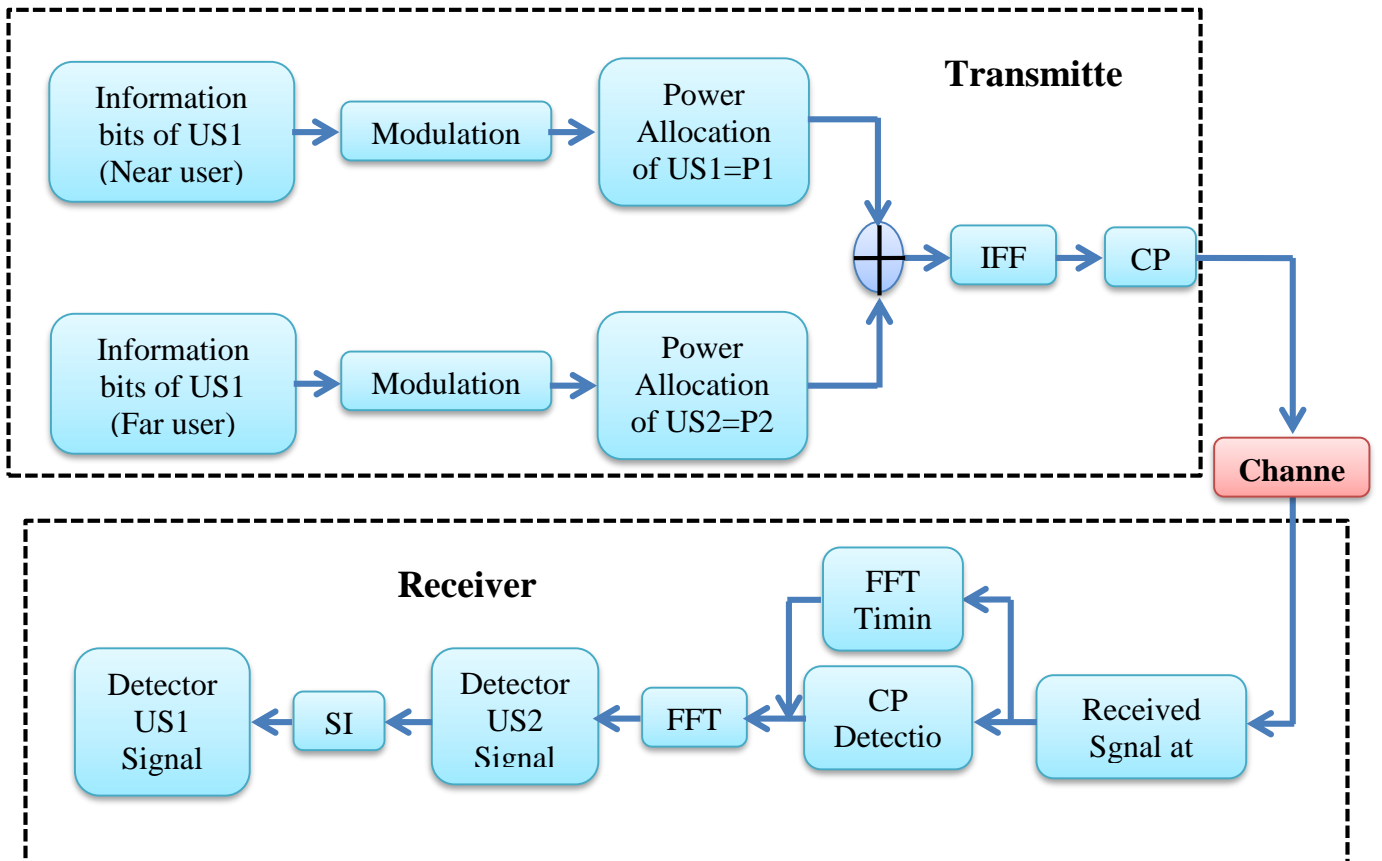 Transmitte
Information
bits of US1
(Near user)
Modulation
Power
Allocation
of US1=P1
IFF
CP
Information
bits of US1
(Far user)
Modulation
Power
Allocation
of US2=P2
Channe
Receiver
FFT
Timin
Detector
US1
Signal
SI
Detector
US2
Signal
FFT
CP
Detectio
Received
Sgnal at